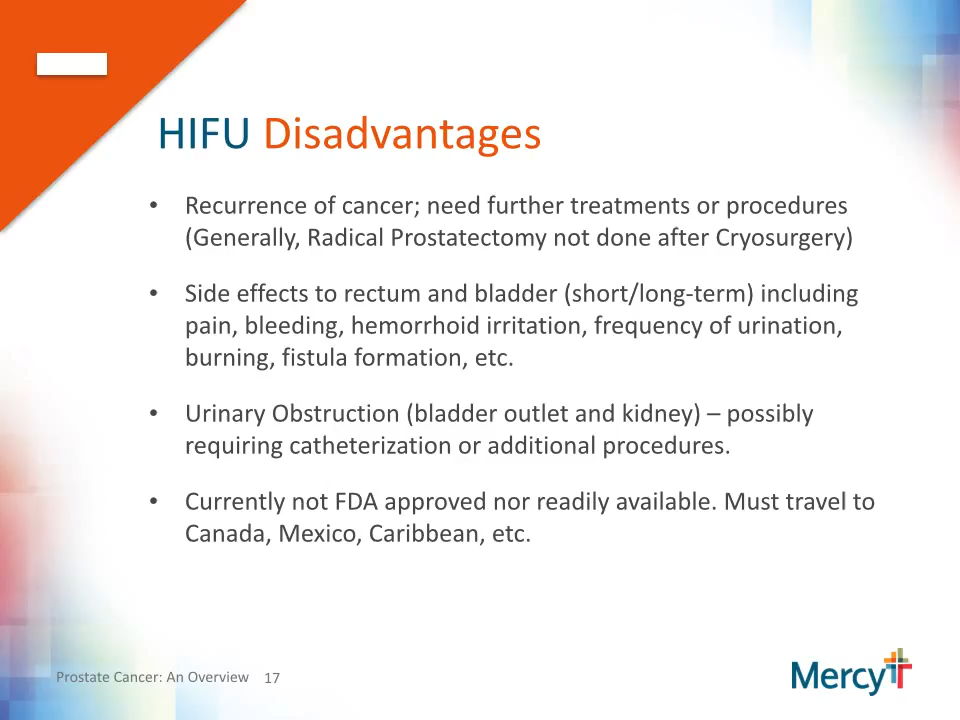 HIFU Disadvantages
• Recurrence of cancer; need further treatments or procedures
(Generally, Radical Prostatectomy not done after Cryosurgery)
• Side effects to rectum and bladder (short/long-term) including
pain, bleeding, hemorrhoid irritation, frequency of urination,
burning, fistula formation, etc.
• Urinary Obstruction (bladder outlet and kidney) – possibly
requiring catheterization or additional procedures.
• Currently not FDA approved nor readily available. Must travel to
Canada, Mexico, Caribbean, etc.
Prostate Cancer: An Overview 17
Mercy